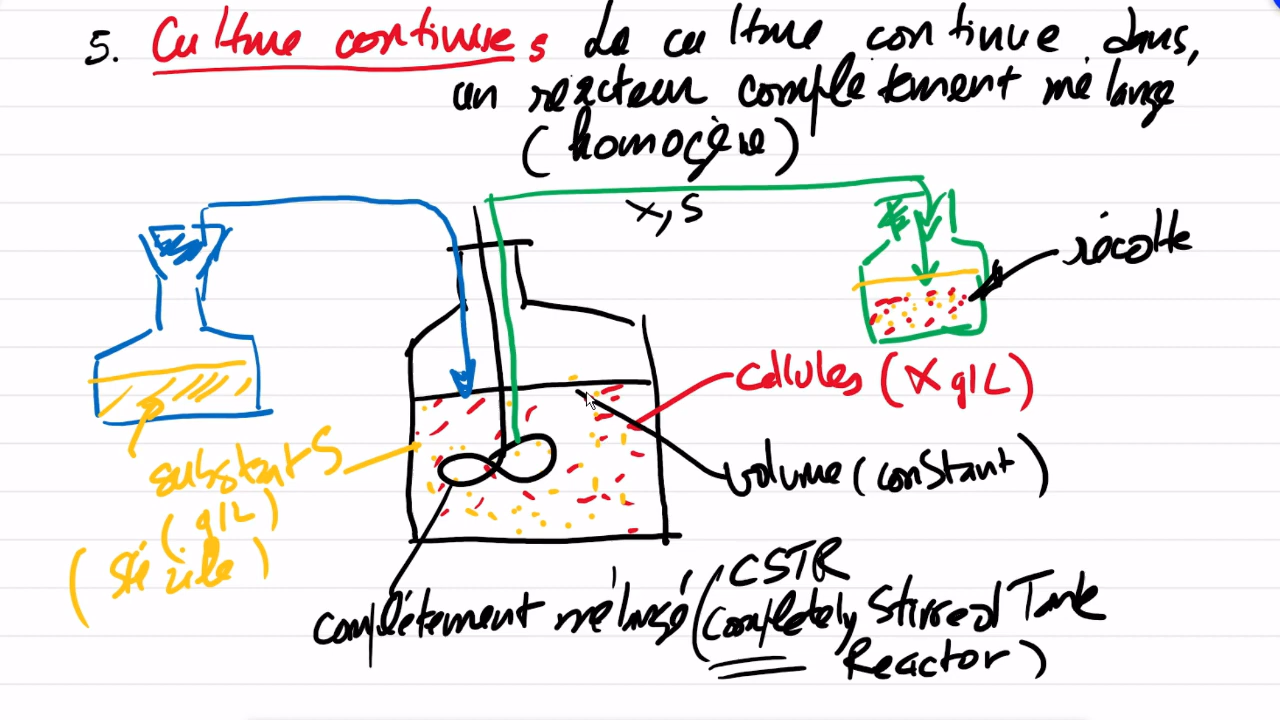 5. Culture continue s La culture continue dans,
un réacteur complètement mélangé
(homogène)
X, S
récolte
cellules (X g/L)
substant S
(g/L)
(stérile)
volume (constant)
complètement mélangé (CSTR
Completely Stirred Tank
Reactor)